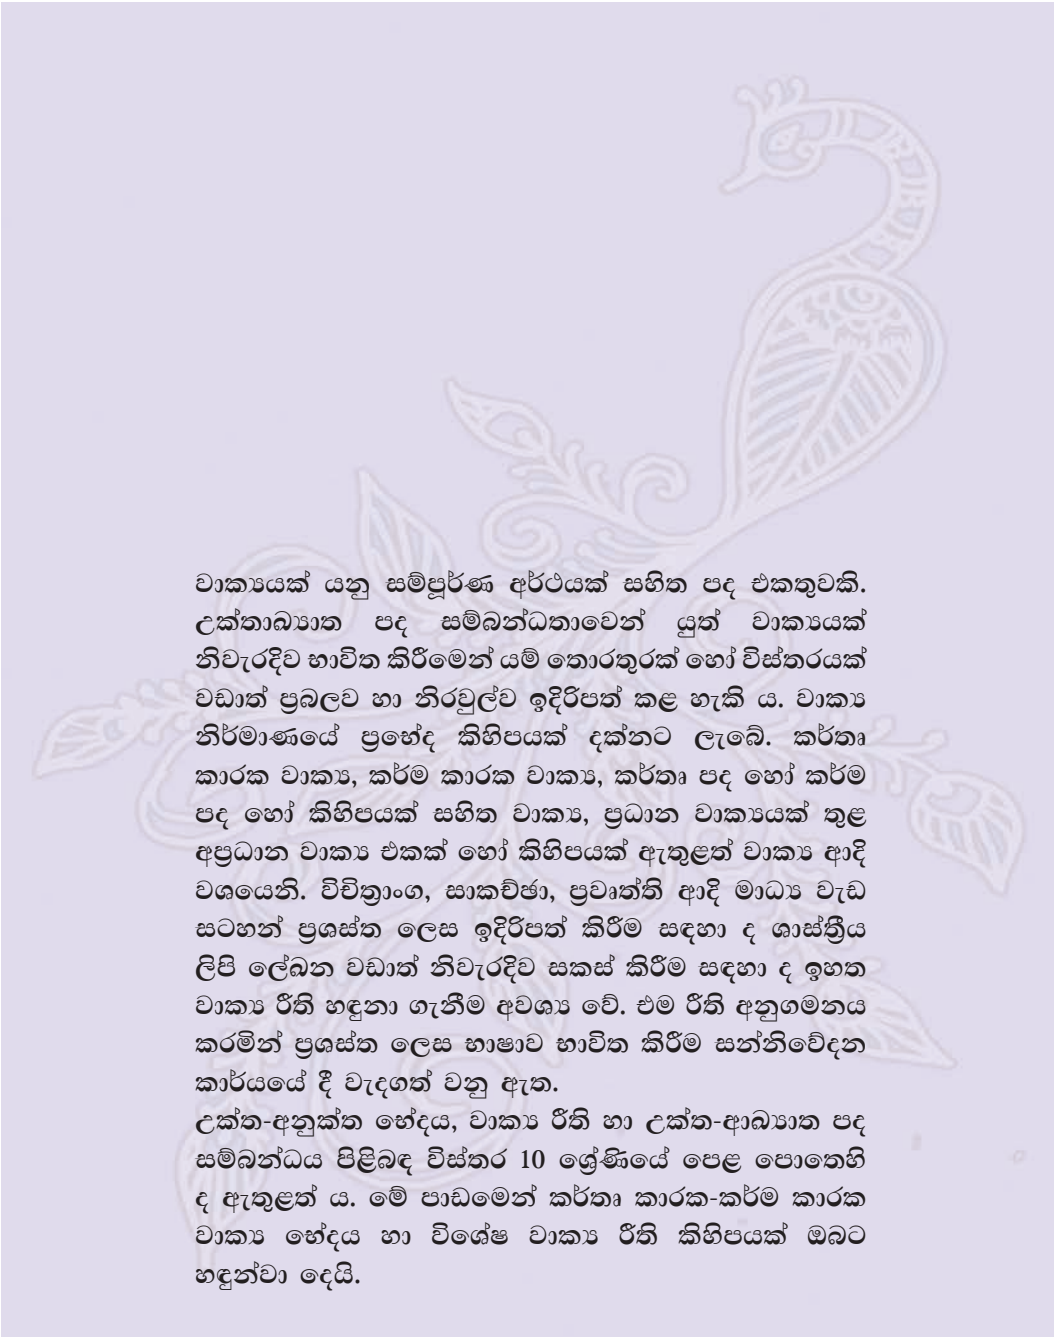 වාක්‍යයක් යනු සම්පූර්ණ අර්ථයක් සහිත පද එකතුවකි.
උක්තාඛ්‍යාත පද සම්බන්ධතාවෙන් යුත් වාක්‍යයක්
නිවැරදිව භාවිත කිරීමෙන් යම් තොරතුරක් හෝ විස්තරයක්
වඩාත් ප්‍රබලව හා නිරවුල්ව ඉදිරිපත් කළ හැකි ය. වාක්‍ය
නිර්මාණයේ ප්‍රභේද කිහිපයක් දක්නට ලැබේ. කර්තෘ
කාරක වාක්‍ය, කර්ම කාරක වාක්‍ය, කර්තෘ පද හෝ කර්ම
පද හෝ කිහිපයක් සහිත වාක්‍ය, ප්‍රධාන වාක්‍යයක් තුළ
අප්‍රධාන වාක්‍ය එකක් හෝ කිහිපයක් ඇතුළත් වාක්‍ය ආදි
වශයෙනි. විචිත්‍රාංග, සාකච්ඡා, ප්‍රවෘත්ති ආදි මාධ්‍ය වැඩ
සටහන් ප්‍රශස්ත ලෙස ඉදිරිපත් කිරීම සඳහා ද ශාස්ත්‍රීය
ලිපි ලේඛන වඩාත් නිවැරදිව සකස් කිරීම සඳහා ද ඉහත
වාක්‍ය රීති හඳුනා ගැනීම අවශ්‍ය වේ. එම රීති අනුගමනය
කරමින් ප්‍රශස්ත ලෙස භාෂාව භාවිත කිරීම සන්නිවේදන
කාර්යයේ දී වැදගත් වනු ඇත.
උක්ත-අනුක්ත භේදය, වාක්‍ය රීති හා උක්ත-ආඛ්‍යාත පද
සම්බන්ධය පිළිබඳ විස්තර 10 ශ්‍රේණියේ පෙළ පොතෙහි
ද ඇතුළත් ය. මේ පාඩමෙන් කර්තෘ කාරක-කර්ම කාරක
වාක්‍ය භේදය හා විශේෂ වාක්‍ය රීති කිහිපයක් ඔබට
හඳුන්වා දෙයි.